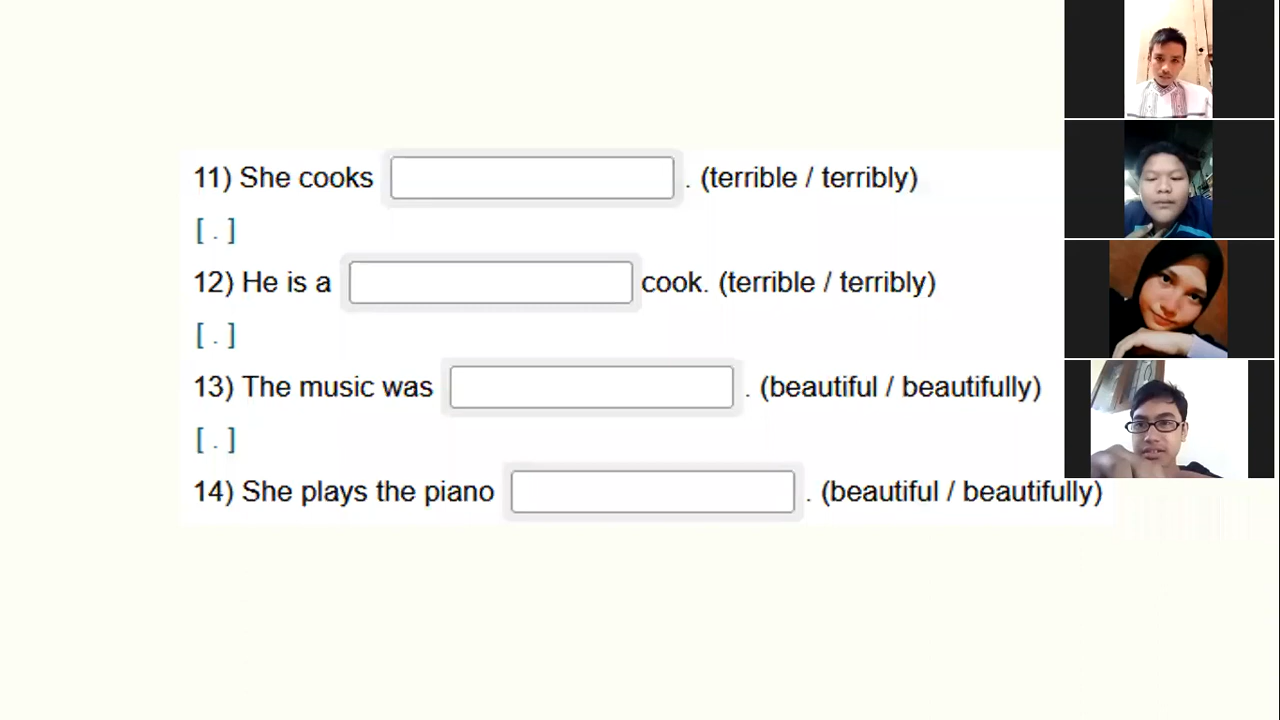 11) She cooks . (terrible / terribly)
[ . ]
12) He is a cook. (terrible / terribly)
[ . ]
13) The music was . (beautiful / beautifully)
[ . ]
14) She plays the piano . (beautiful / beautifully)